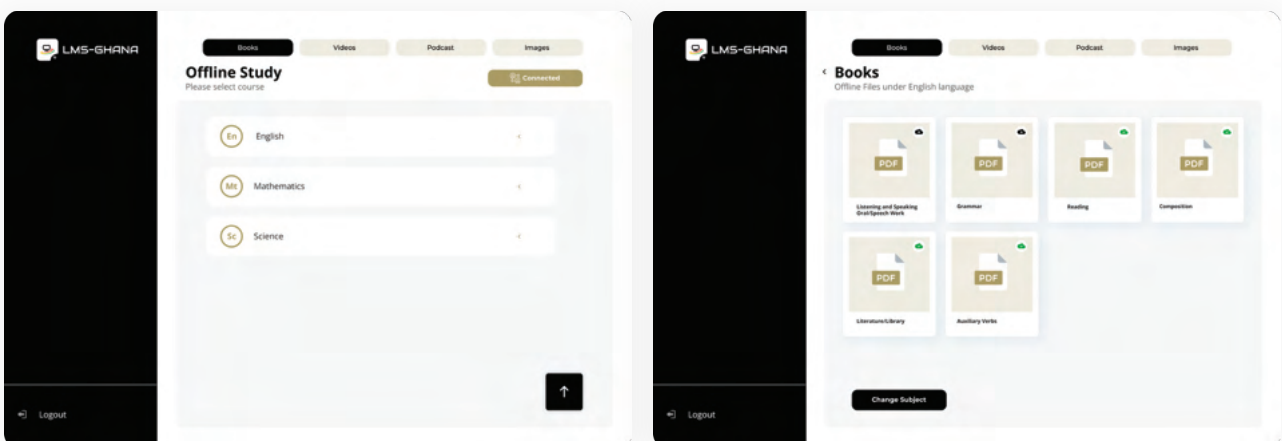 LMS-GHANA
Books
Videos
Podcast
Images
Offline Study
Please select course
Connected
En
English
Mt
Mathematics
Sc
Science
Logout
LMS-GHANA
Books
Videos
Podcast
Images
Books
Offline Files under English language
PDF
PDF
PDF
PDF
Listening and Speaking
Oral/Speech Work
Grammar
Reading
Composition
PDF
PDF
Literature/Library
Auxiliary Verbs
Change Subject
Logout